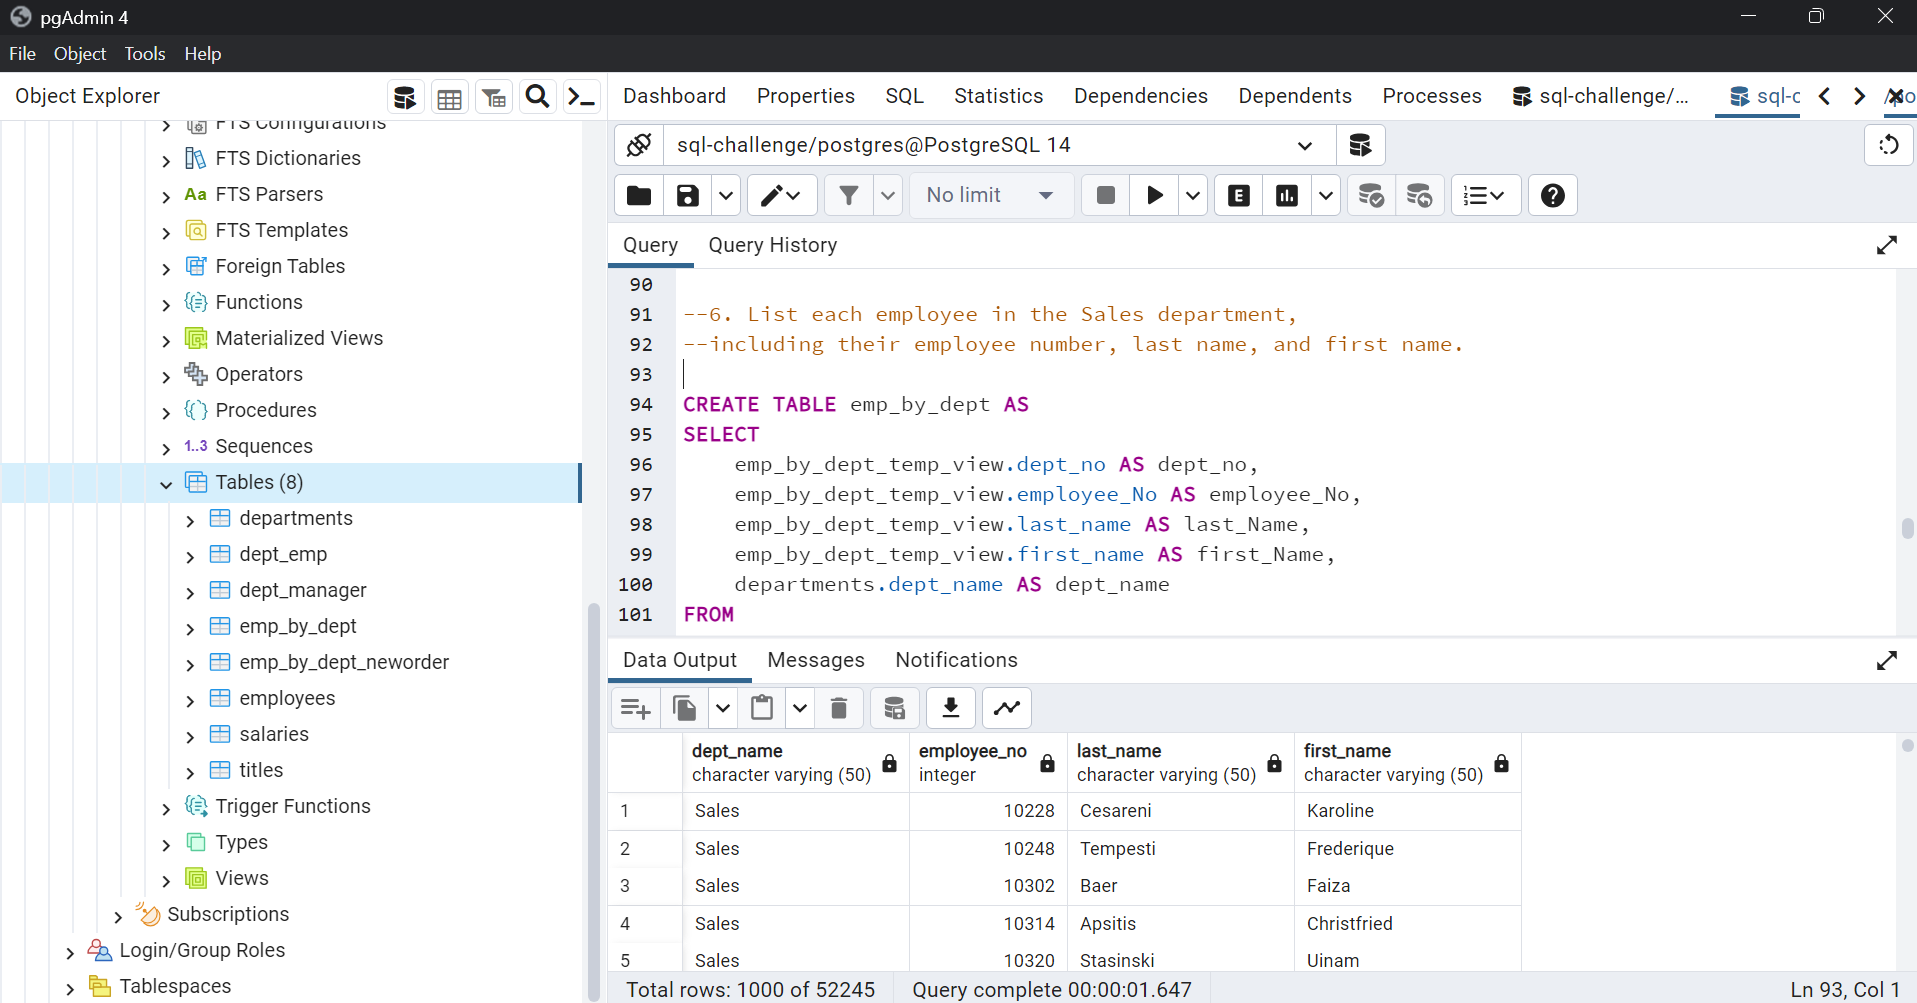 pgAdmin 4
File Object Tools Help
Object Explorer
Dashboard Properties SQL Statistics Dependencies Dependents Processes sql-challenge/... sql-c
FTS Configurations
FTS Dictionaries
Aa FTS Parsers
FTS Templates
Foreign Tables
Functions
Materialized Views
Operators
Procedures
1..3 Sequences
Tables (8)
departments
dept_emp
dept_manager
emp_by_dept
emp_by_dept_neworder
employees
salaries
titles
Trigger Functions
Types
Views
Subscriptions
Login/Group Roles
Tablespaces
sql-challenge/postgres@PostgreSQL 14
No limit
E
Query Query History
90
91 --6. List each employee in the Sales department,
92 --including their employee number, last name, and first name.
93
94 CREATE TABLE emp_by_dept AS
95 SELECT
96 emp_by_dept_temp_view.dept_no AS dept_no,
97 emp_by_dept_temp_view.employee_No AS employee_No,
98 emp_by_dept_temp_view.last_name AS last_Name,
99 emp_by_dept_temp_view.first_name AS first_Name,
100 departments.dept_name AS dept_name
101 FROM
Data Output Messages Notifications
dept_name employee_no last_name first_name
character varying (50) integer character varying (50) character varying (50)
1 Sales 10228 Cesareni Karoline
2 Sales 10248 Tempesti Frederique
3 Sales 10302 Baer Faiza
4 Sales 10314 Apsitis Christfried
5 Sales 10320 Stasinski Uinam
Total rows: 1000 of 52245 Query complete 00:00:01.647 Ln 93, Col 1